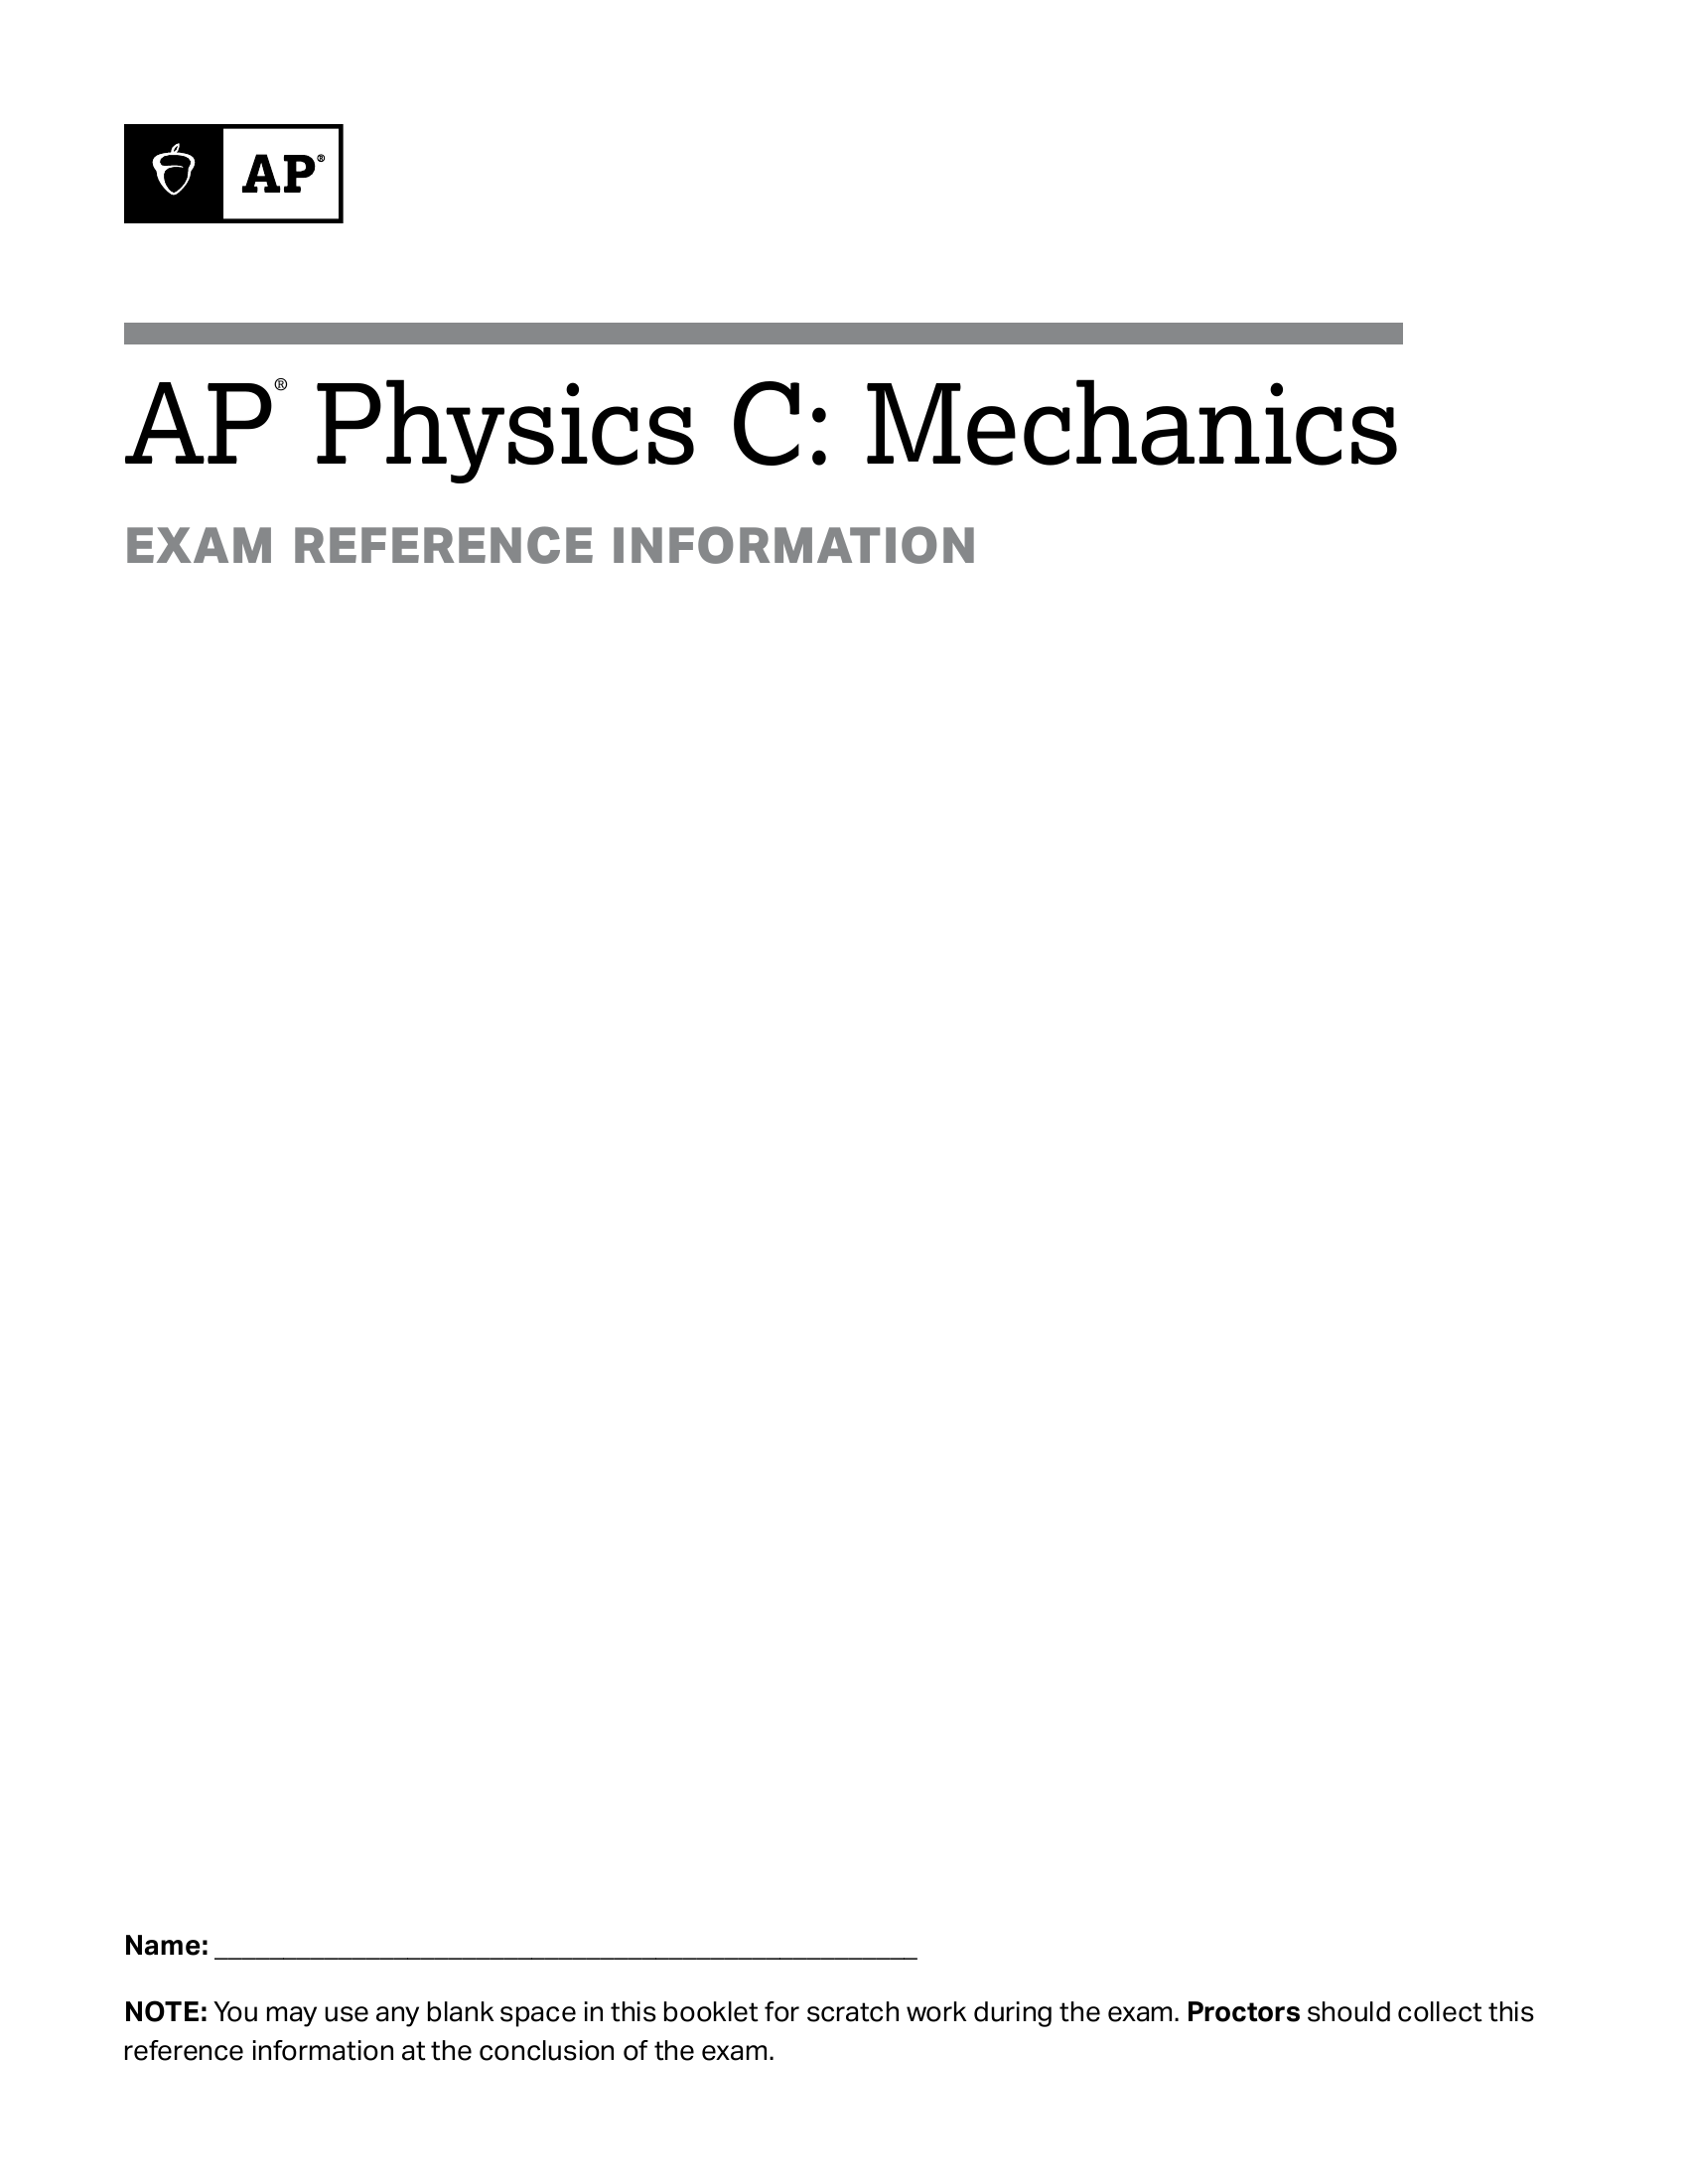 AP®
AP® Physics C: Mechanics
EXAM REFERENCE INFORMATION
Name: ___________________________________________________
NOTE: You may use any blank space in this booklet for scratch work during the exam. Proctors should collect this
reference information at the conclusion of the exam.